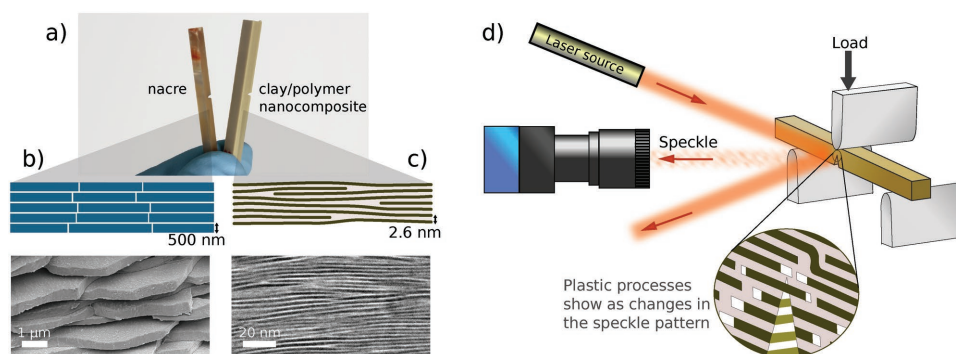 a)
nacre
clay/polymer
nanocomposite
b)
c)
500 nm
2.6 nm
1 μm
20 nm
d)
Laser source
Load
Speckle
Plastic processes
show as changes in
the speckle pattern